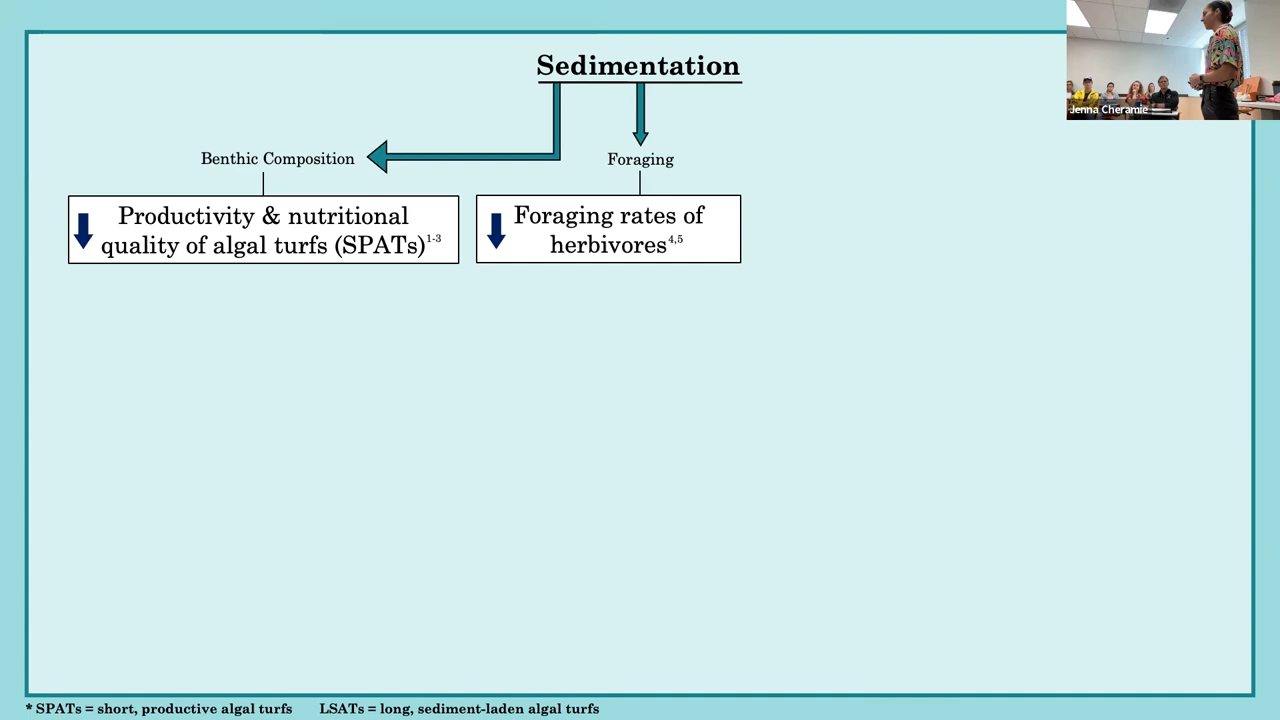 Sedimentation
Jenna Cheramie
Benthic Composition
Foraging
Productivity & nutritional
quality of algal turfs (SPATs)1-3
Foraging rates of
herbivores4,5
* SPATs = short, productive algal turfs LSATs = long, sediment-laden algal turfs